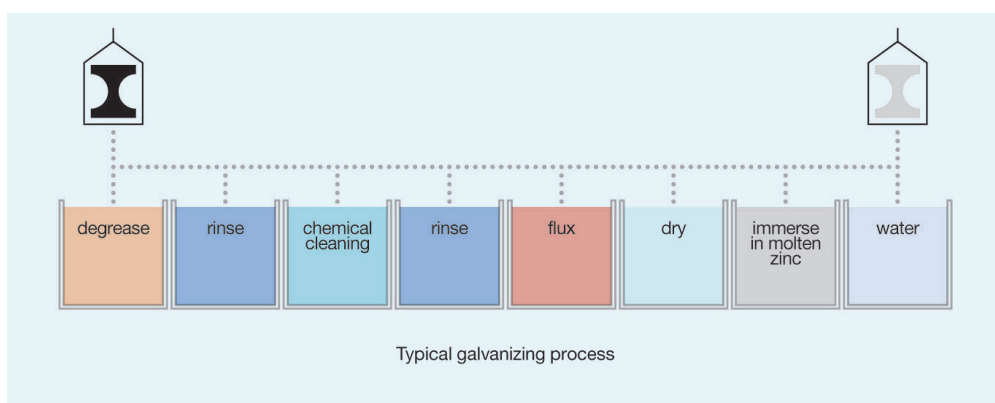 degrease
rinse
chemical
cleaning
rinse
flux
dry
immerse
in molten
zinc
water
Typical galvanizing process